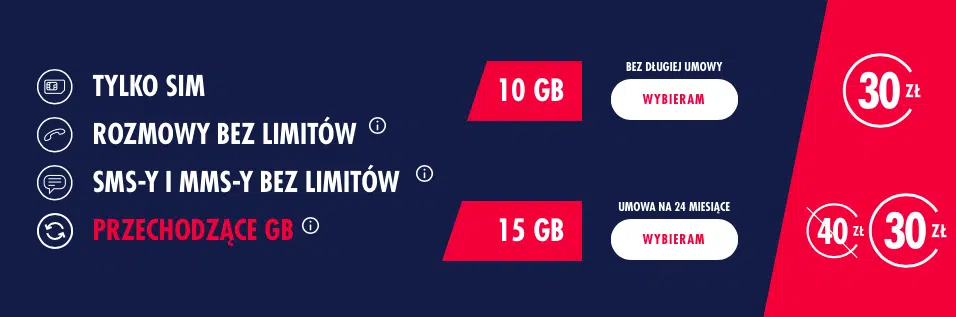 TYLKO SIM
ROZMOWY BEZ LIMITÓW
SMS-Y I MMS-Y BEZ LIMITÓW
PRZECHODZĄCE GB
10 GB
BEZ DŁUGIEJ UMOWY
WYBIERAM
30 ZŁ
15 GB
UMOWA NA 24 MIESIĄCE
WYBIERAM
40 ZŁ
30 ZŁ